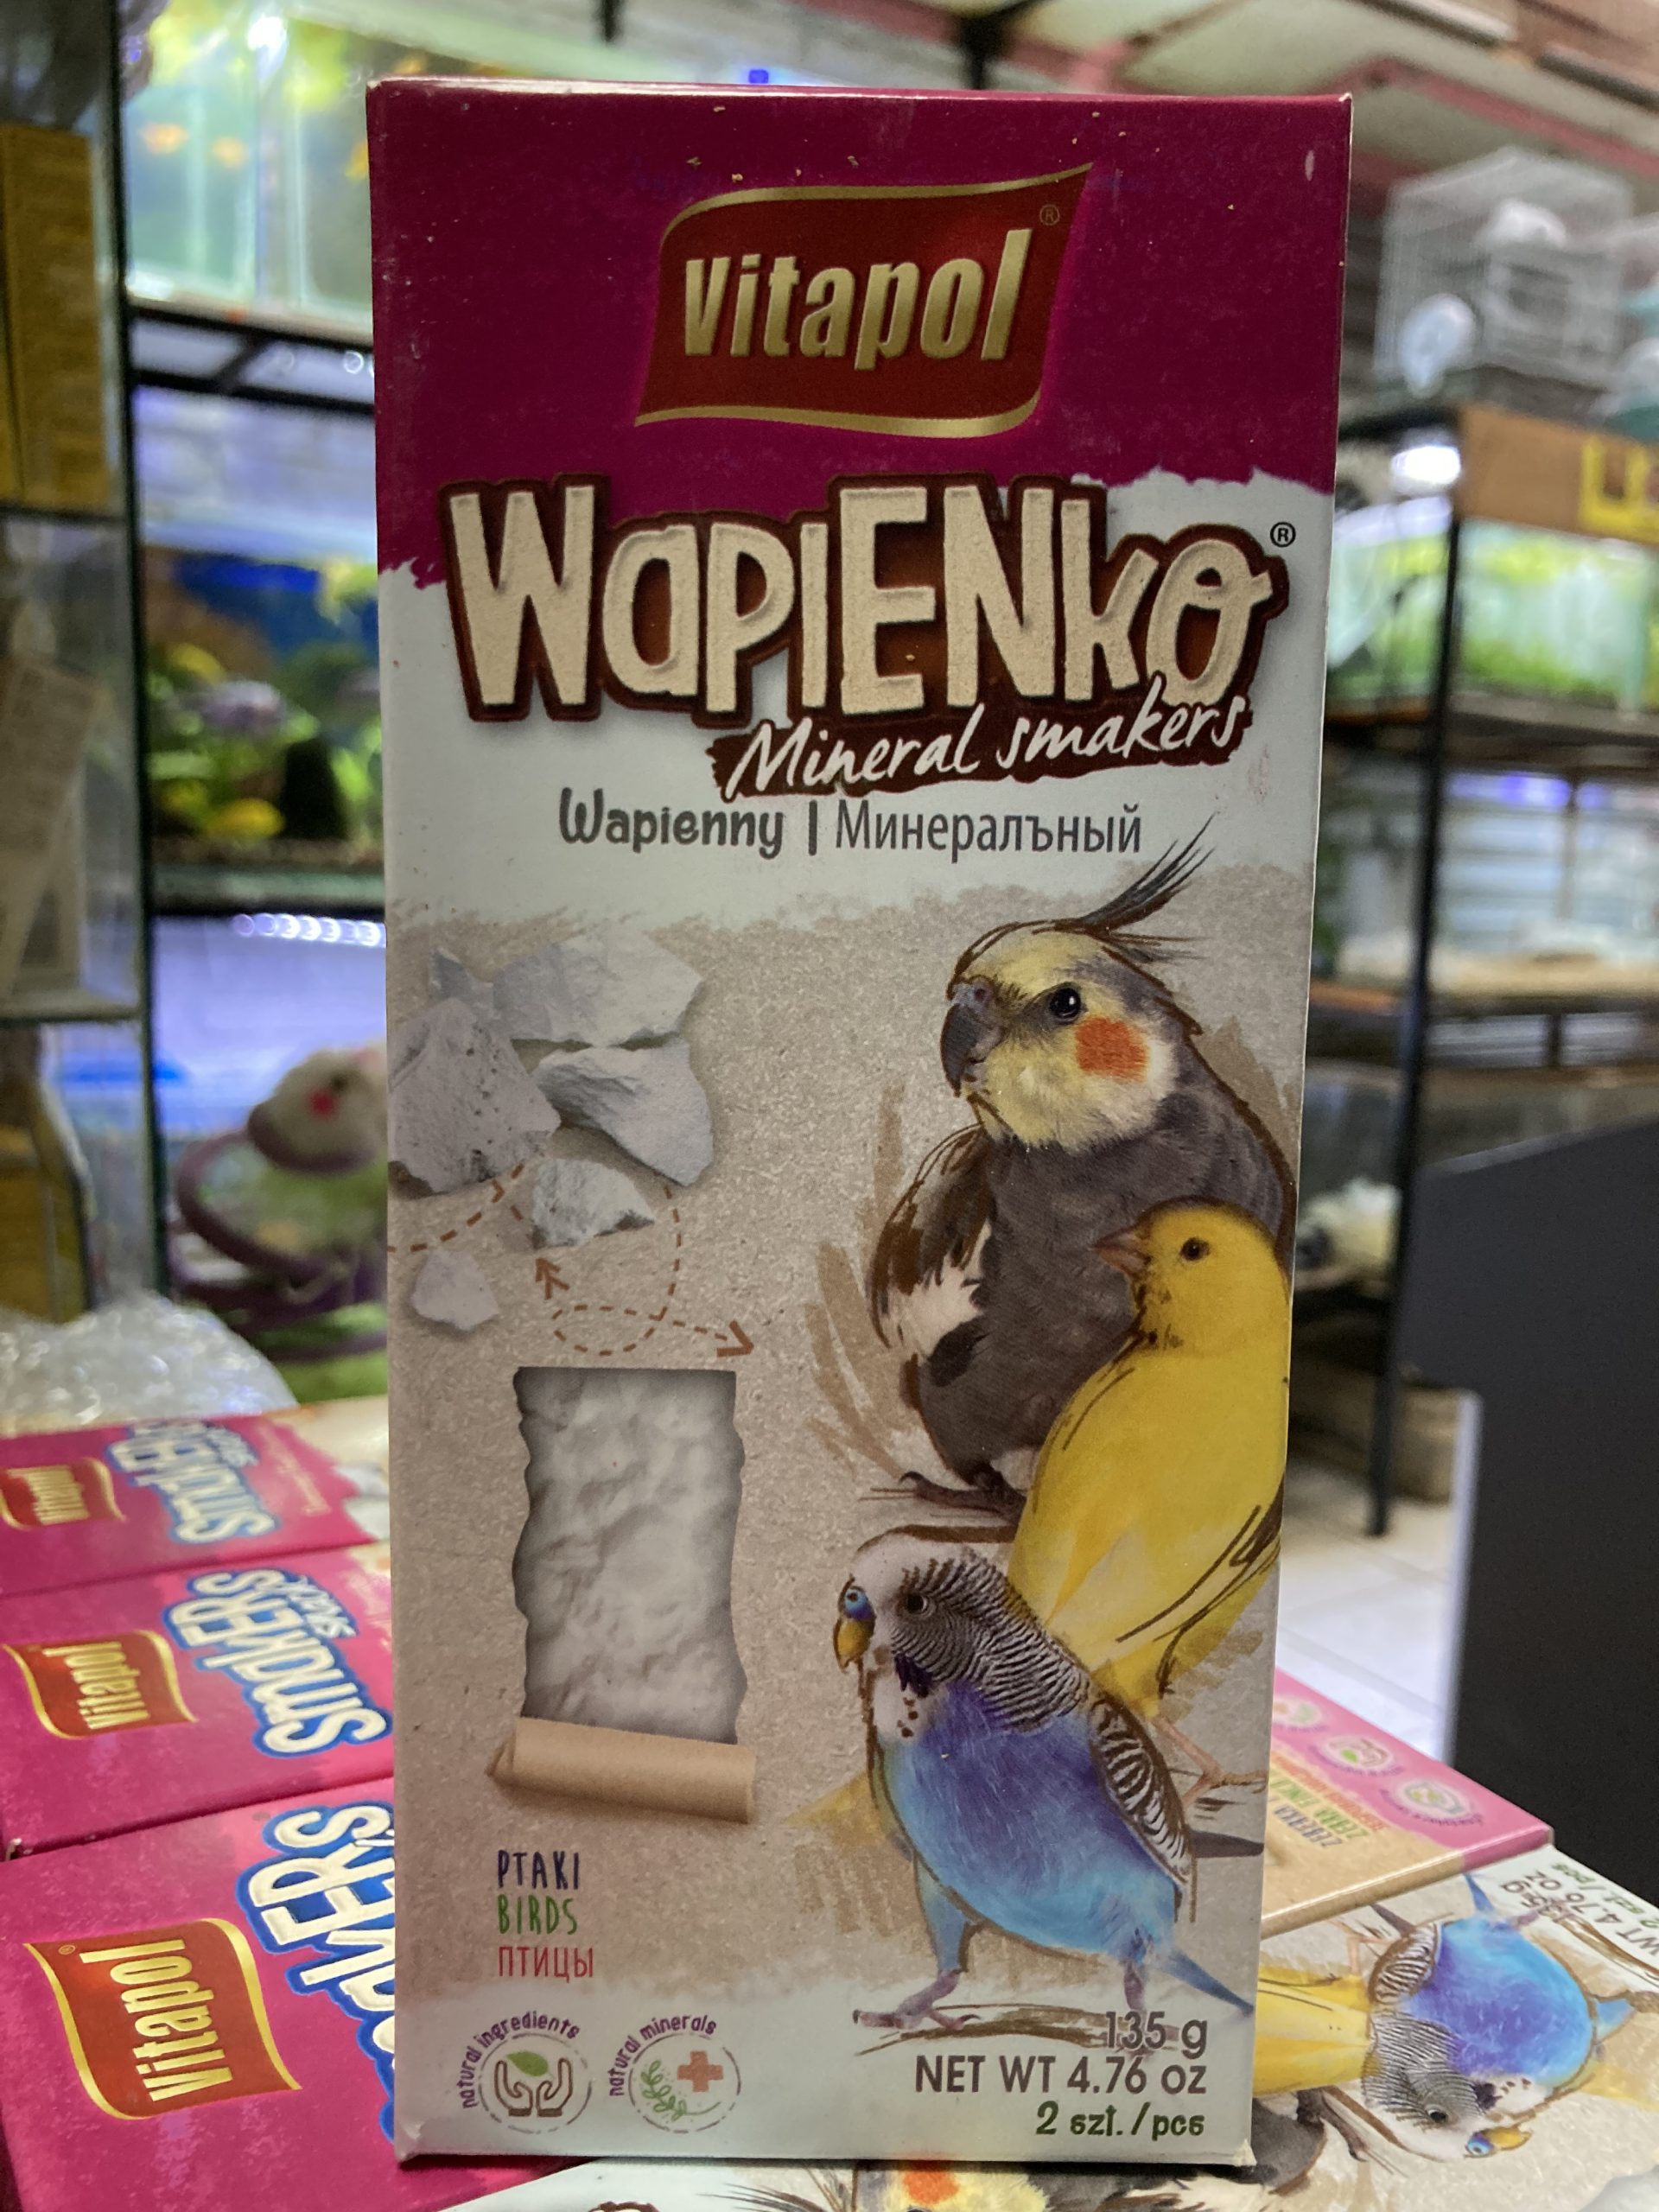 Vitapol ®
WapiENko ®
Mineral smakers
Wapienny | Минералъный
PTAKI
BIRDS
ПТИЦЫ
natural ingredients
natural minerals
135 g
NET WT 4.76 oz
2 szt./pcs
Vitapol
SmakERS
Vitapol
SmakERS
Vitapol